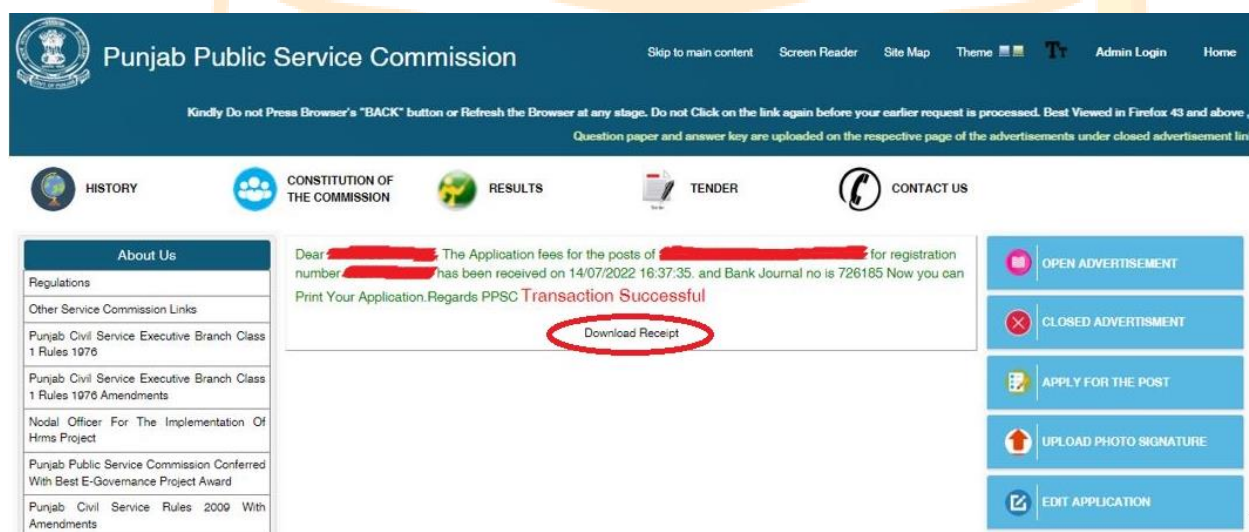 Punjab Public Service Commission
Skip to main content Screen Reader Site Map Theme TT Admin Login Home
Kindly Do not Press Browser's "BACK" button or Refresh the Browser at any stage. Do not Click on the link again before your earlier request is processed. Best Viewed in Firefox 43 and above ,
Question paper and answer key are uploaded on the respective page of the advertisements under closed advertisement lin
HISTORY
CONSTITUTION OF
THE COMMISSION
RESULTS
TENDER
CONTACT US
About Us
Regulations
Other Service Commission Links
Punjab Civil Service Executive Branch Class
1 Rules 1976
Punjab Civil Service Executive Branch Class
1 Rules 1976 Amendments
Nodal Officer For The Implementation Of
Hrms Project
Punjab Public Service Commission Conferred
With Best E-Governance Project Award
Punjab Civil Service Rules 2009 With
Amendments
Dear , The Application fees for the posts of for registration
number has been received on 14/07/2022 16:37:35. and Bank Journal no is 726185 Now you can
Print Your Application.Regards PPSC Transaction Successful
Download Receipt
OPEN ADVERTISEMENT
CLOSED ADVERTISMENT
APPLY FOR THE POST
UPLOAD PHOTO SIGNATURE
EDIT APPLICATION